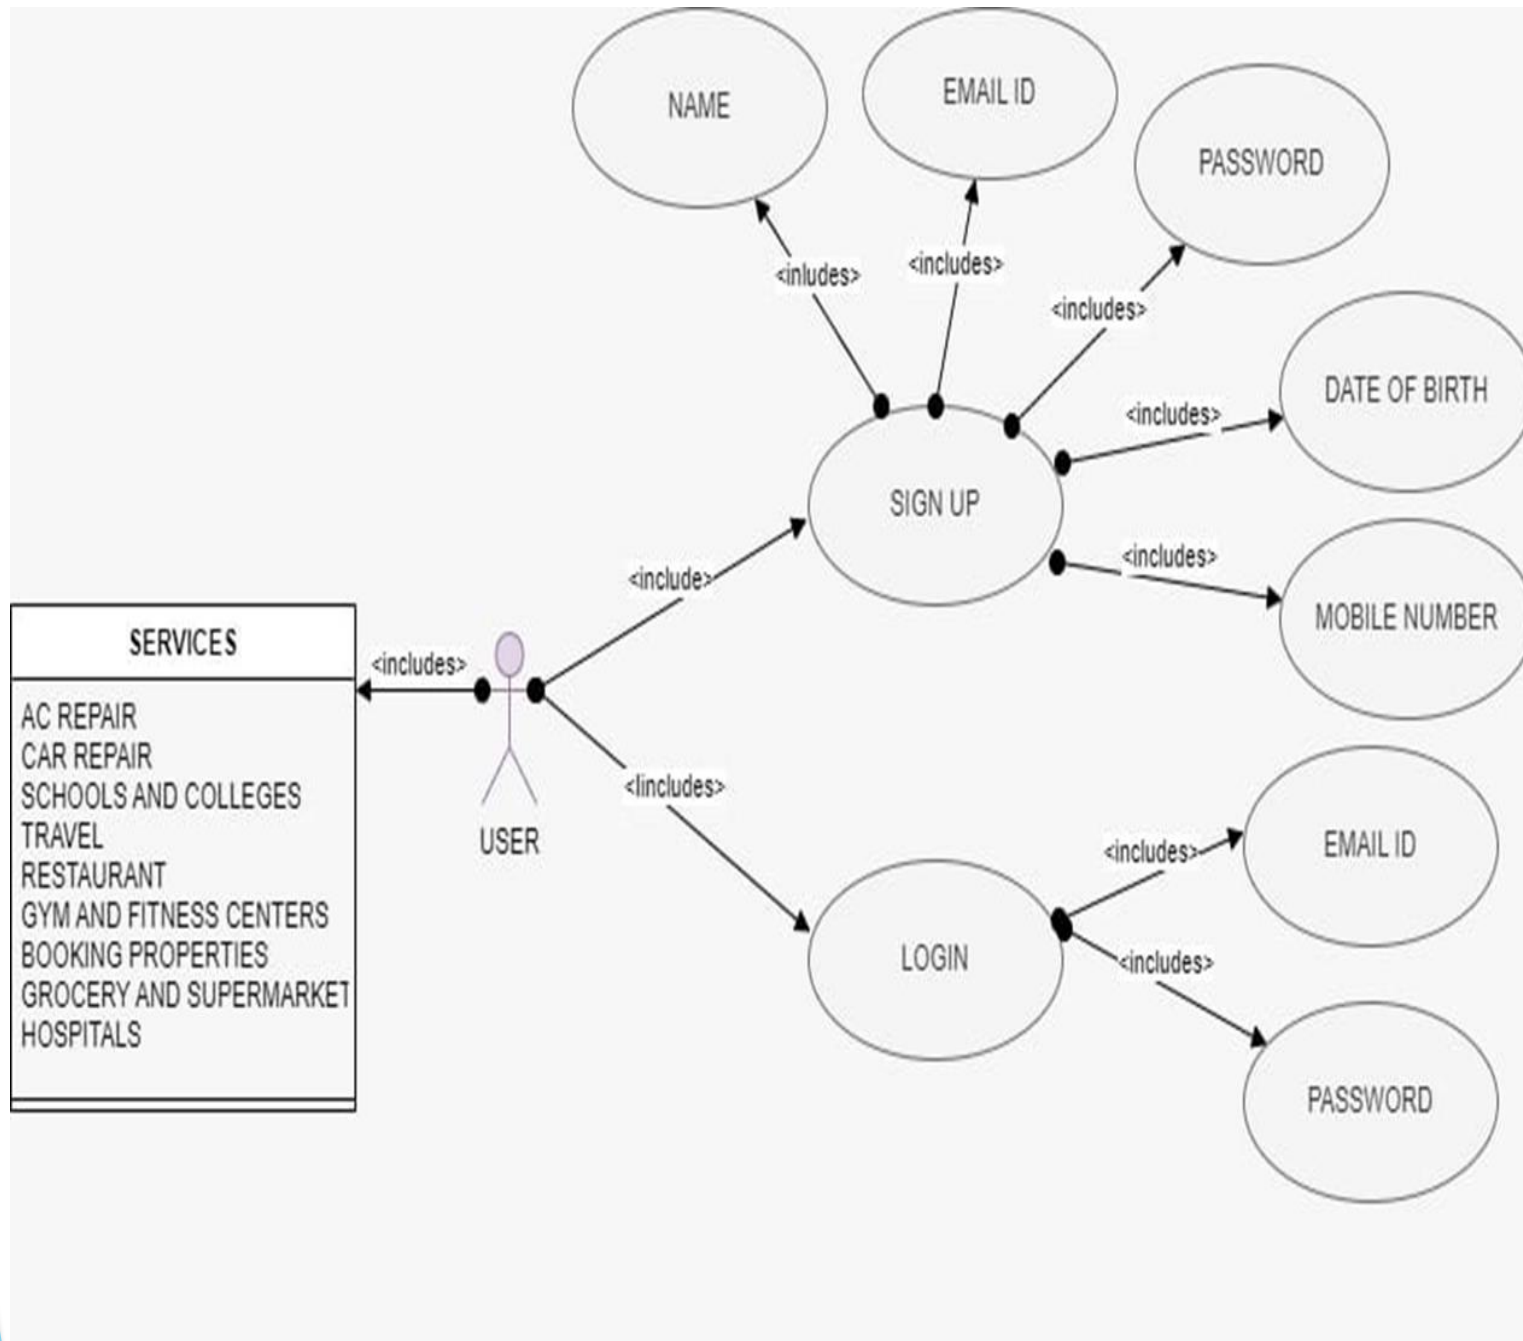 NAME
EMAIL ID
PASSWORD
<inludes>
<includes>
<includes>
DATE OF BIRTH
<includes>
SIGN UP
<includes>
MOBILE NUMBER
<include>
SERVICES
<includes>
AC REPAIR
CAR REPAIR
SCHOOLS AND COLLEGES
TRAVEL
RESTAURANT
GYM AND FITNESS CENTERS
BOOKING PROPERTIES
GROCERY AND SUPERMARKET
HOSPITALS
USER
<Iincludes>
<includes>
EMAIL ID
LOGIN
<includes>
PASSWORD